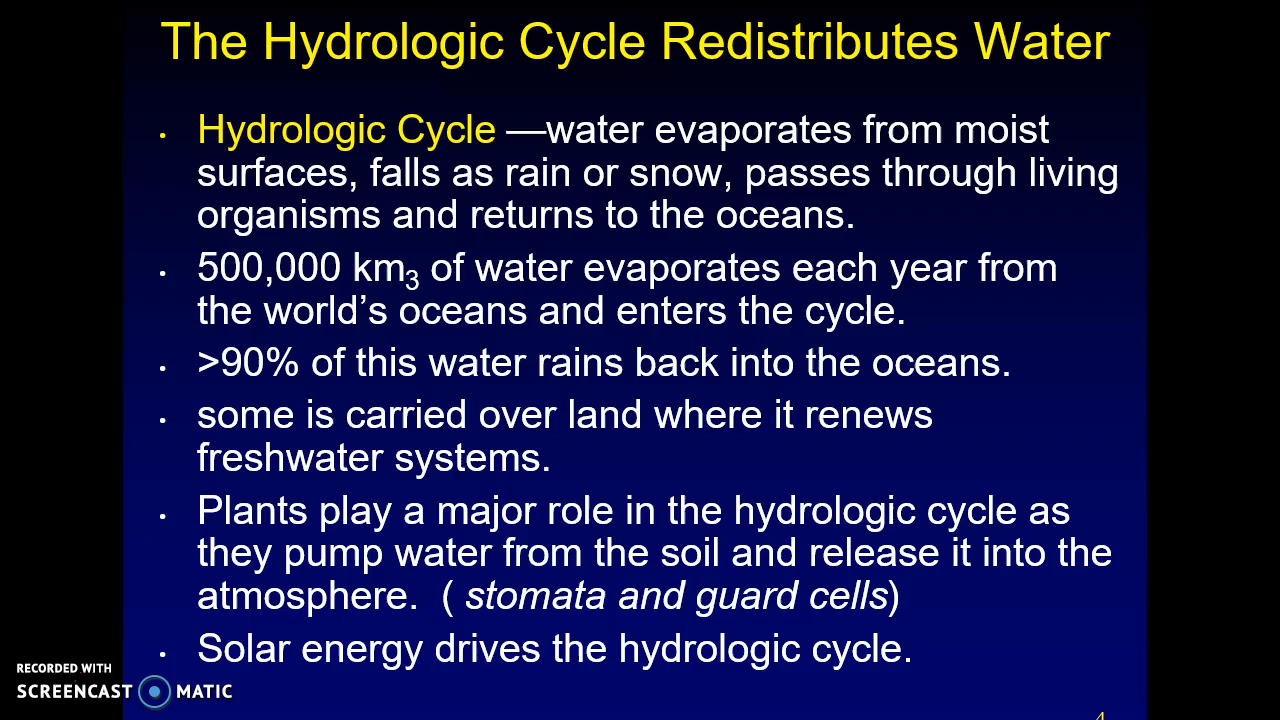 The Hydrologic Cycle Redistributes Water
• Hydrologic Cycle —water evaporates from moist
surfaces, falls as rain or snow, passes through living
organisms and returns to the oceans.
• 500,000 km₃ of water evaporates each year from
the world's oceans and enters the cycle.
• >90% of this water rains back into the oceans.
• some is carried over land where it renews
freshwater systems.
• Plants play a major role in the hydrologic cycle as
they pump water from the soil and release it into the
atmosphere. ( stomata and guard cells)
• Solar energy drives the hydrologic cycle.
RECORDED WITH
SCREENCAST MATIC
4